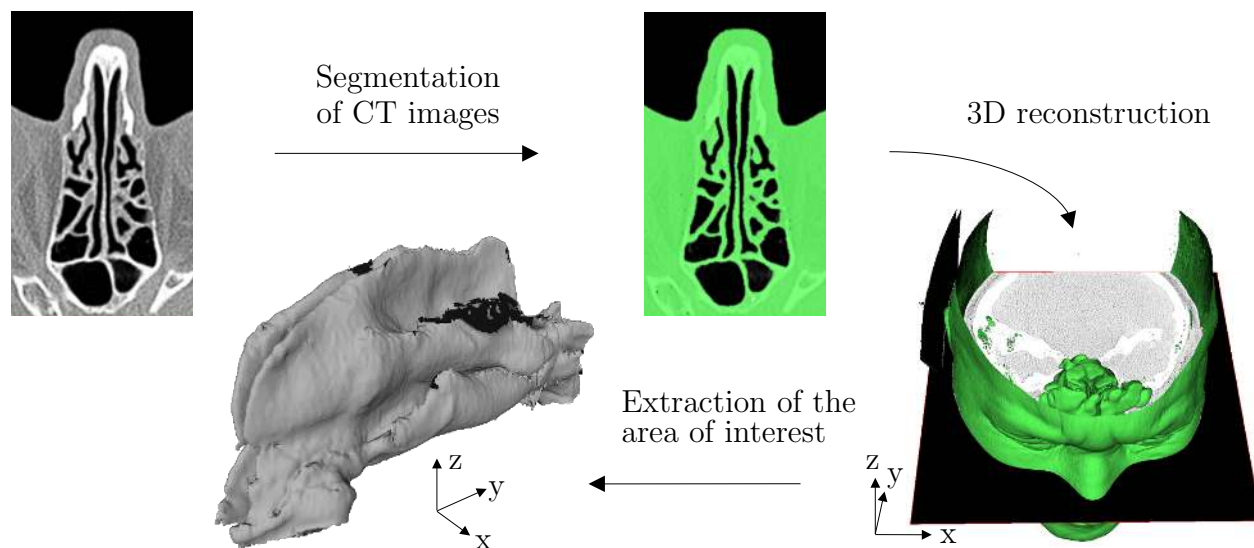 Segmentation
of CT images
3D reconstruction
Extraction of the
area of interest
z
y
x
z
y
x